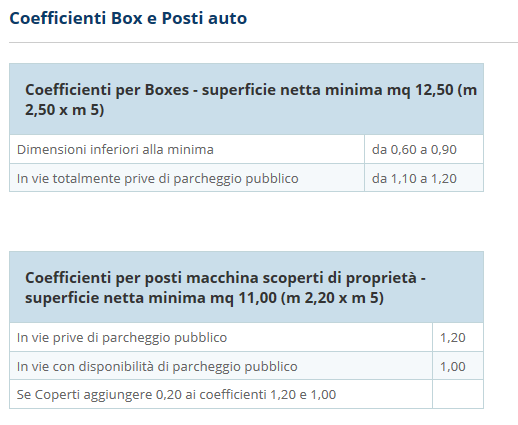 Coefficienti Box e Posti auto
Coefficienti per Boxes - superficie netta minima mq 12,50 (m
2,50 x m 5)
Dimensioni inferiori alla minima da 0,60 a 0,90
In vie totalmente prive di parcheggio pubblico da 1,10 a 1,20
Coefficienti per posti macchina scoperti di proprietà -
superficie netta minima mq 11,00 (m 2,20 x m 5)
In vie prive di parcheggio pubblico 1,20
In vie con disponibilità di parcheggio pubblico 1,00
Se Coperti aggiungere 0,20 ai coefficienti 1,20 e 1,00